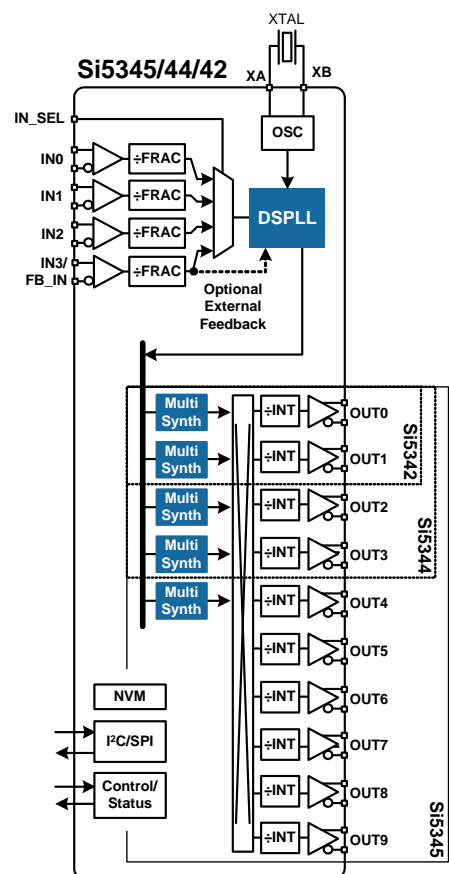 XTAL
Si5345/44/42
XA
XB
IN_SEL
OSC
IN0
÷FRAC
IN1
÷FRAC
DSPLL
IN2
÷FRAC
IN3/
FB_IN
÷FRAC
Optional
External
Feedback
Multi
Synth
÷INT
OUT0
Multi
Synth
÷INT
OUT1
Si5342
Multi
Synth
÷INT
OUT2
Multi
Synth
÷INT
OUT3
Si5344
Multi
Synth
÷INT
OUT4
÷INT
OUT5
NVM
÷INT
OUT6
I²C/SPI
÷INT
OUT7
Control/
Status
÷INT
OUT8
÷INT
OUT9
Si5345